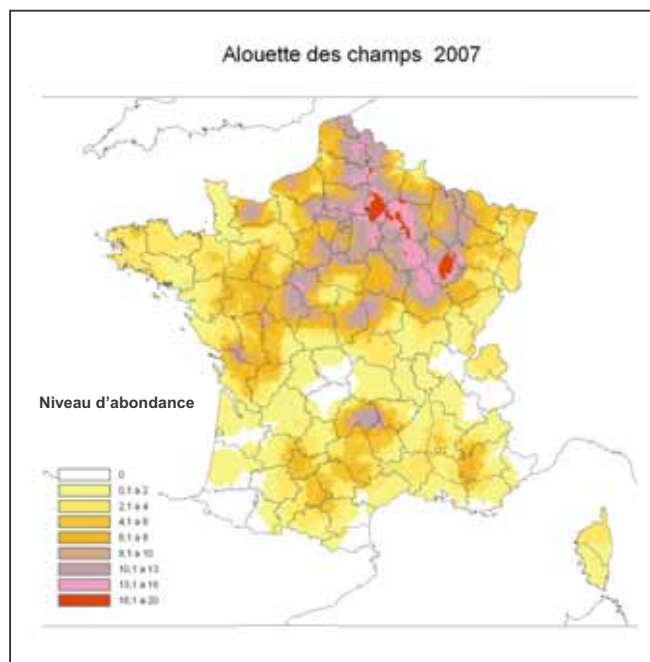 Alouette des champs 2007
Niveau d'abondance
0
0,1 à 2
2,1 à 4
4,1 à 6
6,1 à 8
8,1 à 10
10,1 à 13
13,1 à 16
16,1 à 20